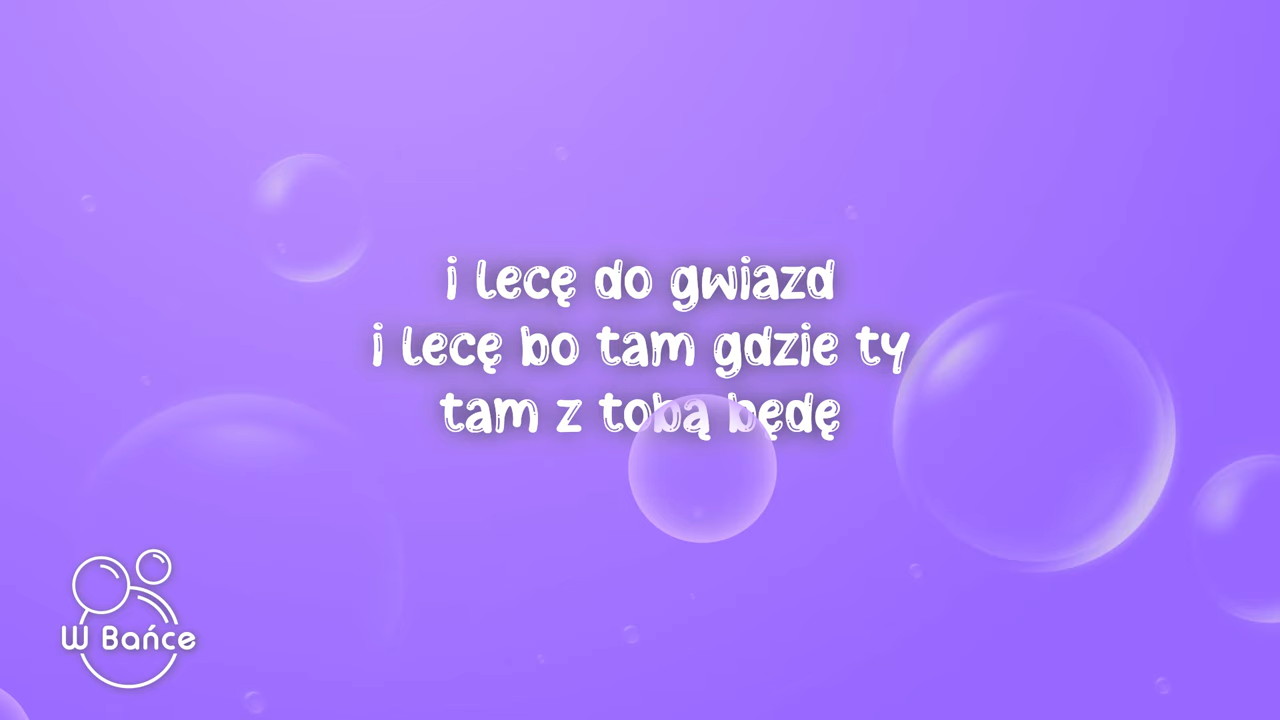 i lecę do gwiazd
i lecę bo tam gdzie ty
tam z tobą będę
W Bańce